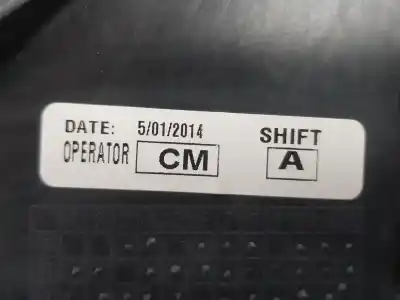 DATE: 5/01/2014 SHIFT
OPERATOR CM A